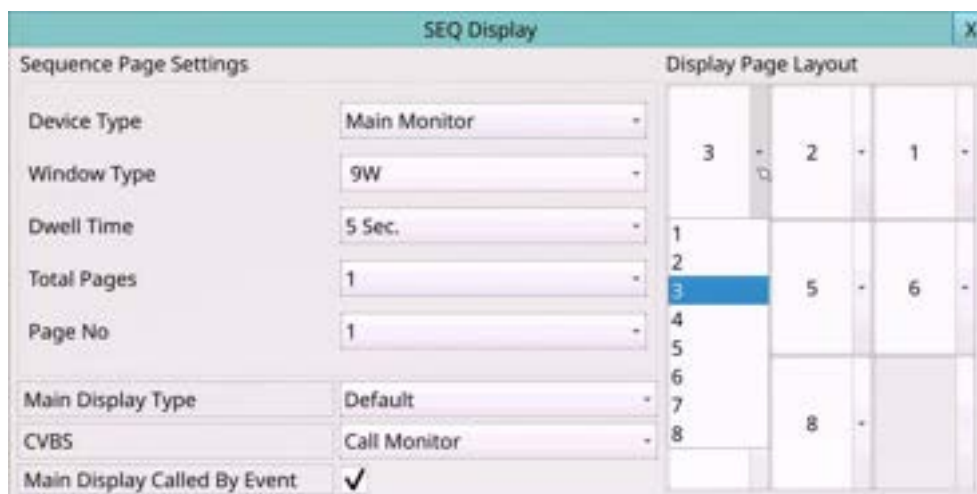 SEQ Display X
Sequence Page Settings
Device Type Main Monitor
Window Type 9W
Dwell Time 5 Sec.
Total Pages 1
Page No 1
Main Display Type Default
CVBS Call Monitor
Main Display Called By Event ✓
Display Page Layout
3 2 1
1
2
3
4
5
6
7
8
5 6
8